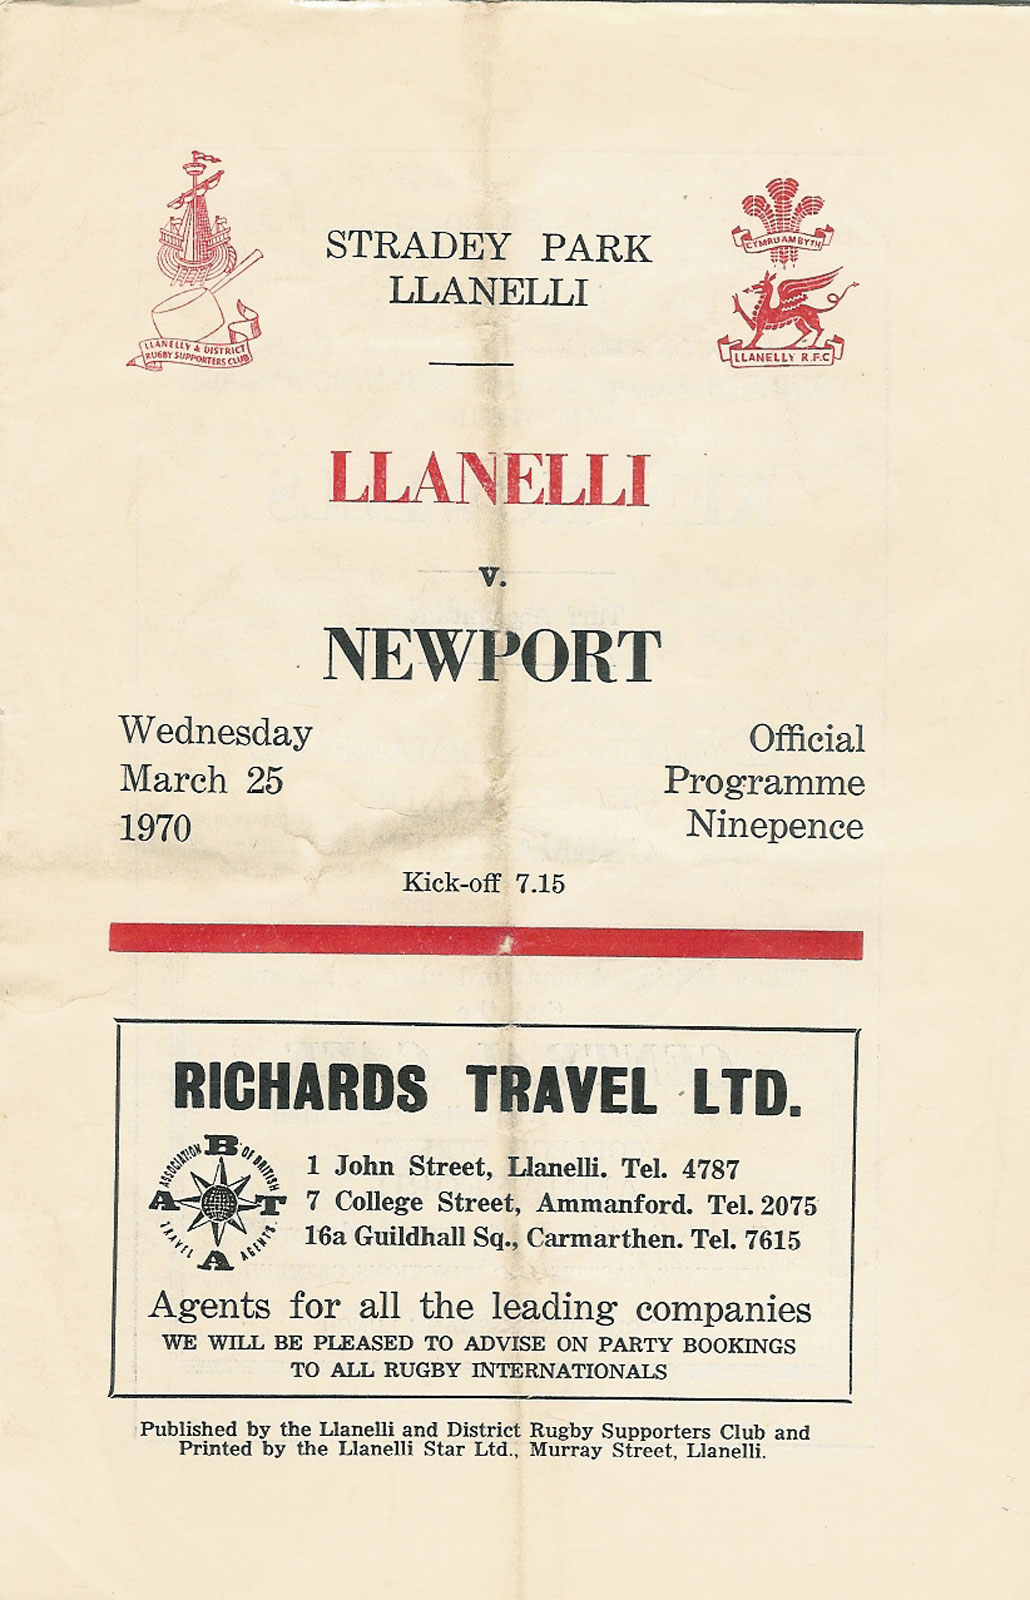 STRADEY PARK
LLANELLI
LLANELLY & DISTRICT
RUGBY SUPPORTERS CLUB
CYMRU AM BYTH
LLANELLY R.F.C
LLANELLI
v.
NEWPORT
Wednesday
March 25
1970
Official
Programme
Ninepence
Kick-off 7.15
RICHARDS TRAVEL LTD.
ASSOCIATION OF BRITISH
TRAVEL AGENTS.
A B T A
1 John Street, Llanelli. Tel. 4787
7 College Street, Ammanford. Tel. 2075
16a Guildhall Sq., Carmarthen. Tel. 7615
Agents for all the leading companies
WE WILL BE PLEASED TO ADVISE ON PARTY BOOKINGS
TO ALL RUGBY INTERNATIONALS
Published by the Llanelli and District Rugby Supporters Club and
Printed by the Llanelli Star Ltd., Murray Street, Llanelli.